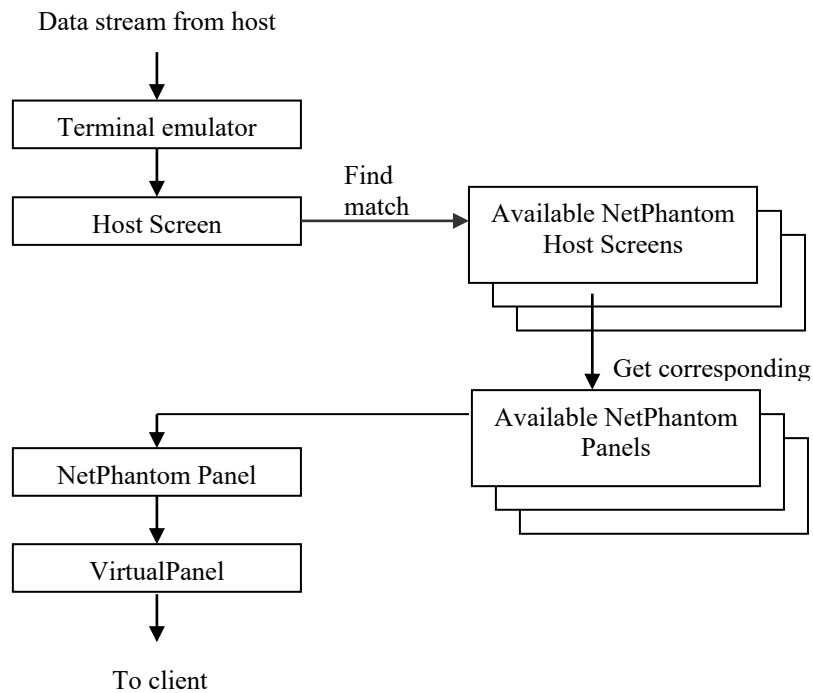 Data stream from host
Terminal emulator
Find
match
Host Screen
Available NetPhantom
Host Screens
Get corresponding
Available NetPhantom
Panels
NetPhantom Panel
VirtualPanel
To client